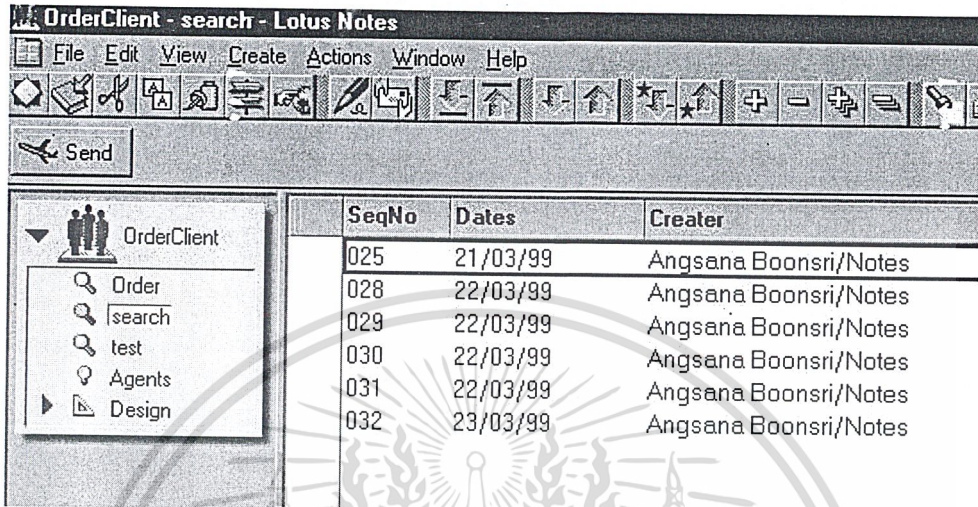 OrderClient - search - Lotus Notes
File Edit View Create Actions Window Help
Send
OrderClient
Order
search
test
Agents
Design
SeqNo Dates Creater
025 21/03/99 Angsana Boonsri/Notes
028 22/03/99 Angsana Boonsri/Notes
029 22/03/99 Angsana Boonsri/Notes
030 22/03/99 Angsana Boonsri/Notes
031 22/03/99 Angsana Boonsri/Notes
032 23/03/99 Angsana Boonsri/Notes